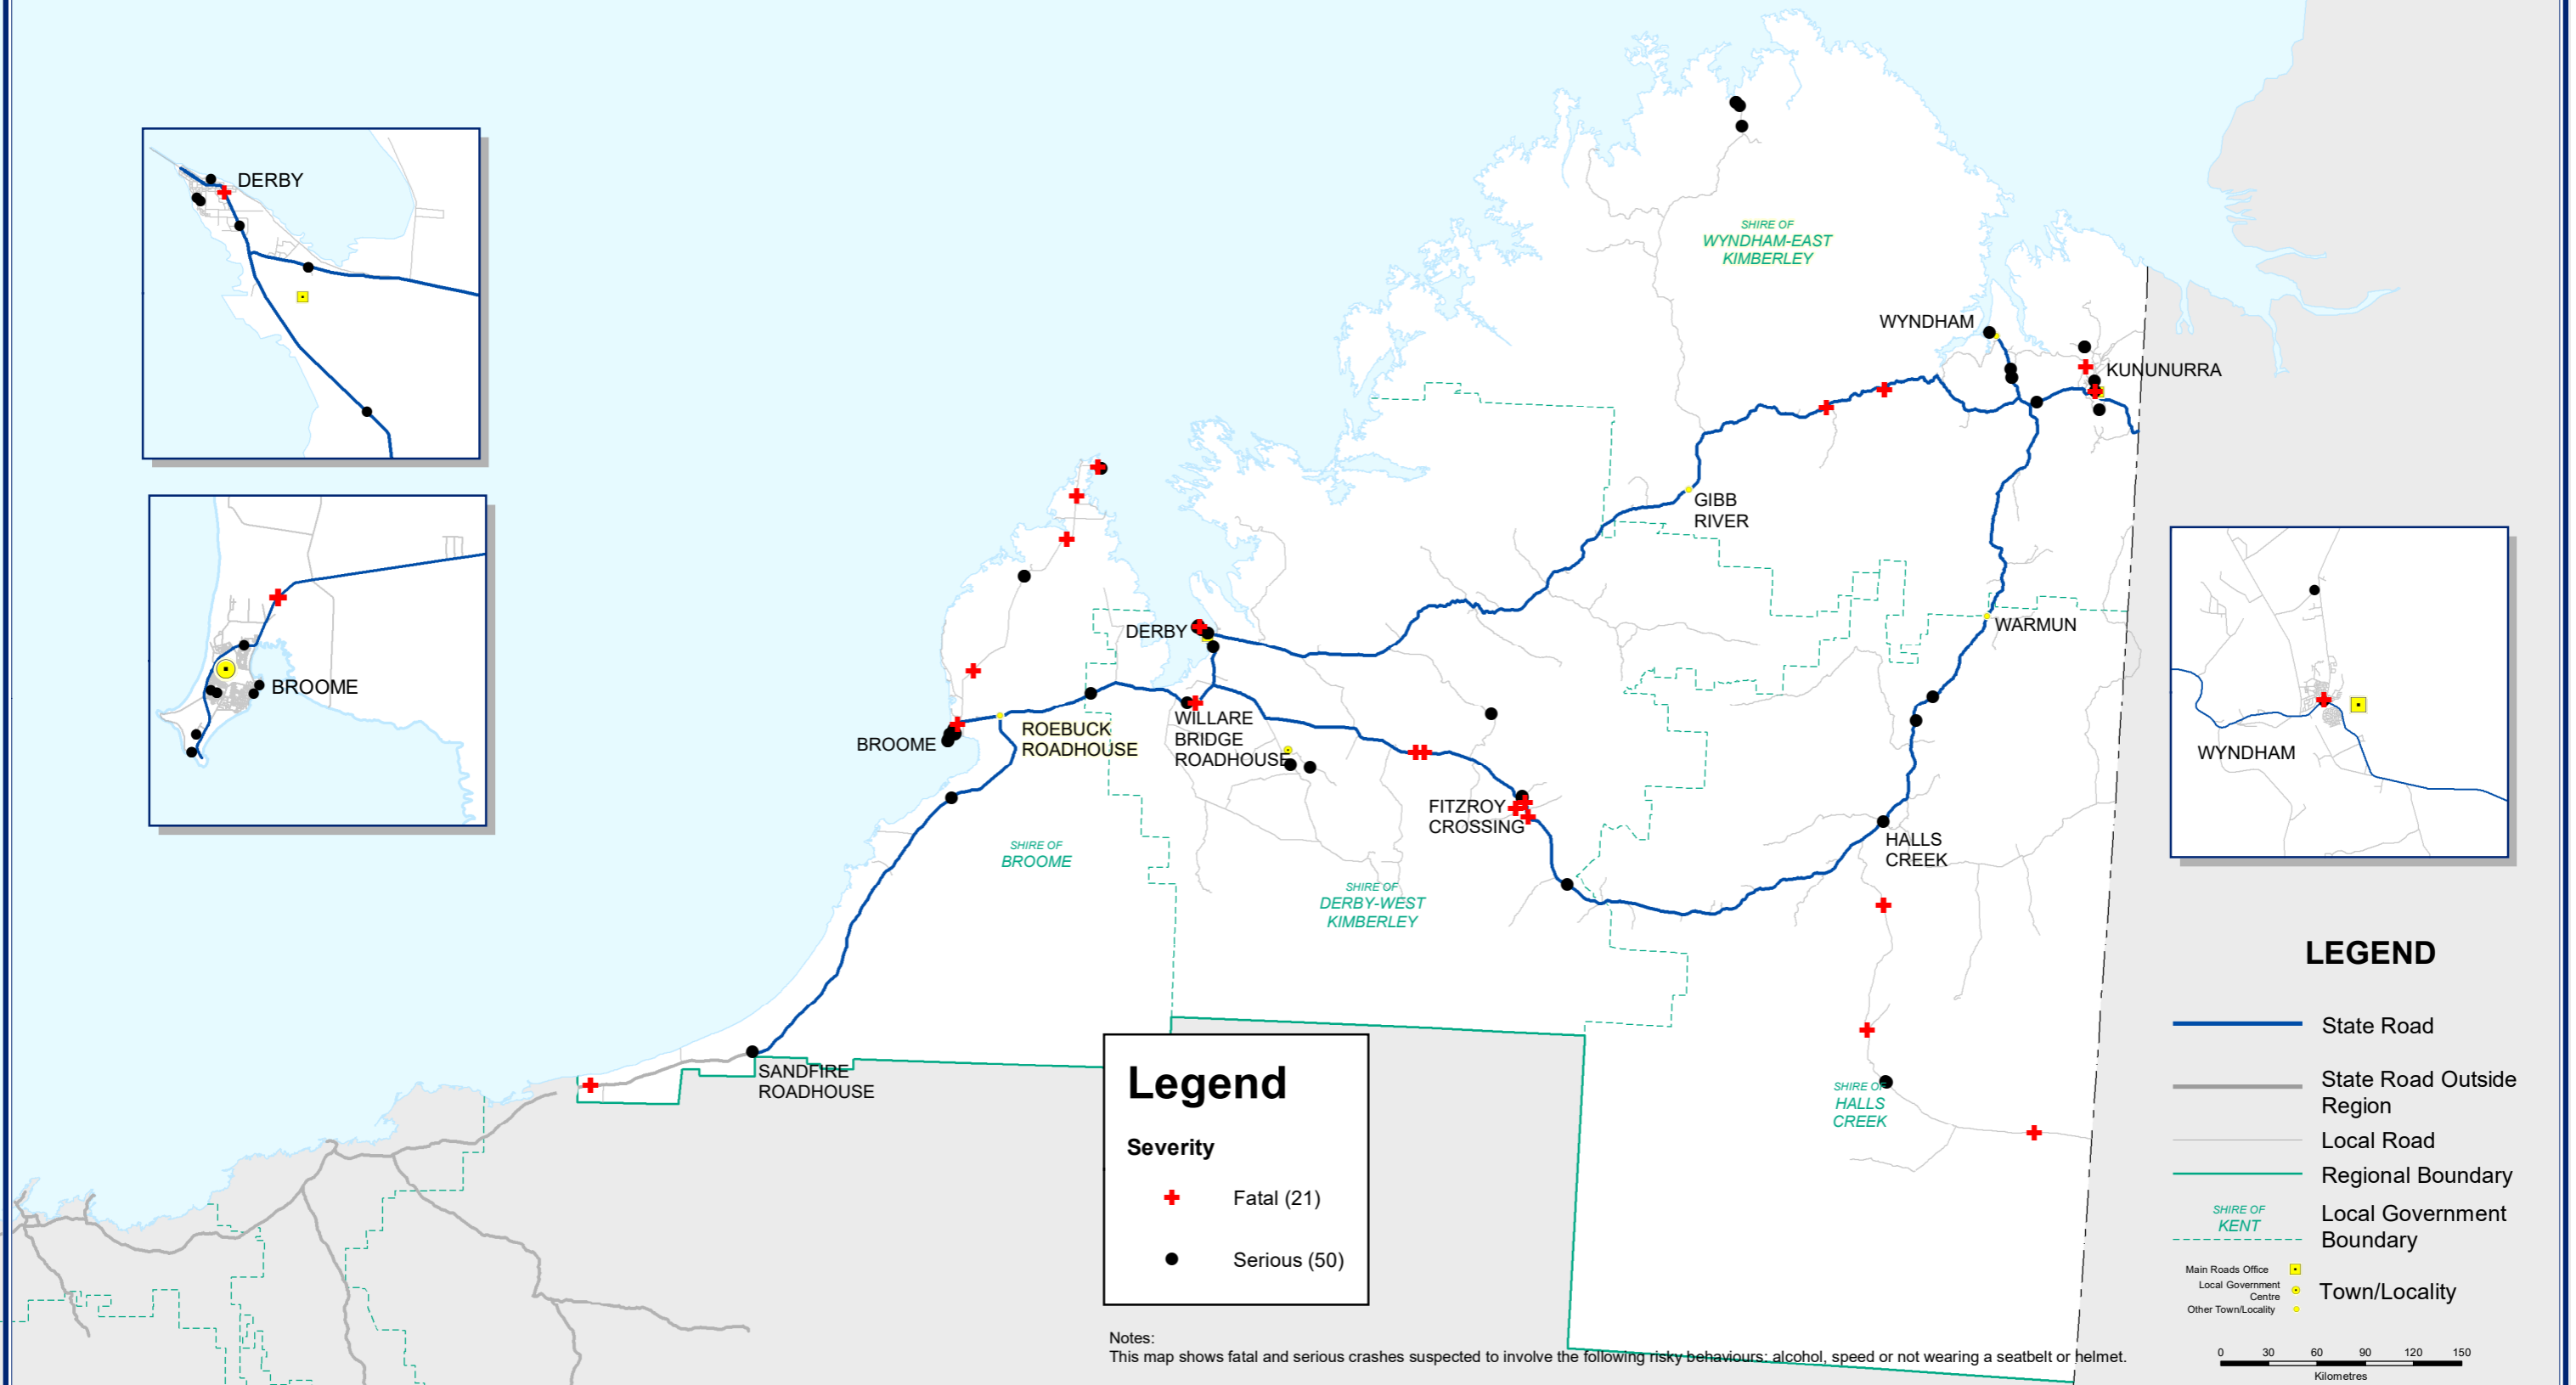 DERBY
BROOME
SHIRE OF
WYNDHAM-EAST
KIMBERLEY
WYNDHAM
KUNUNURRA
GIBB
RIVER
WARMUN
DERBY
WILLARE
BRIDGE
ROADHOUSE
ROEBUCK
ROADHOUSE
BROOME
FITZROY
CROSSING
HALLS
CREEK
SHIRE OF
BROOME
SHIRE OF
DERBY-WEST
KIMBERLEY
SANDFIRE
ROADHOUSE
SHIRE OF
HALLS
CREEK
WYNDHAM
Legend
Severity
Fatal (21)
Serious (50)
LEGEND
State Road
State Road Outside
Region
Local Road
Regional Boundary
SHIRE OF
KENT
Local Government
Boundary
Main Roads Office
Local Government
Centre
Other Town/Locality
Town/Locality
0 30 60 90 120 150
Kilometres
Notes:
This map shows fatal and serious crashes suspected to involve the following risky behaviours: alcohol, speed or not wearing a seatbelt or helmet.